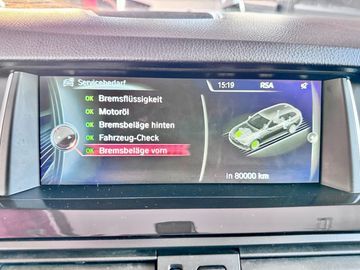 Servicebedarf
15:19 RSA
OK Bremsflüssigkeit
OK Motoröl
OK Bremsbeläge hinten
OK Fahrzeug-Check
OK Bremsbeläge vorn
In 80000 km